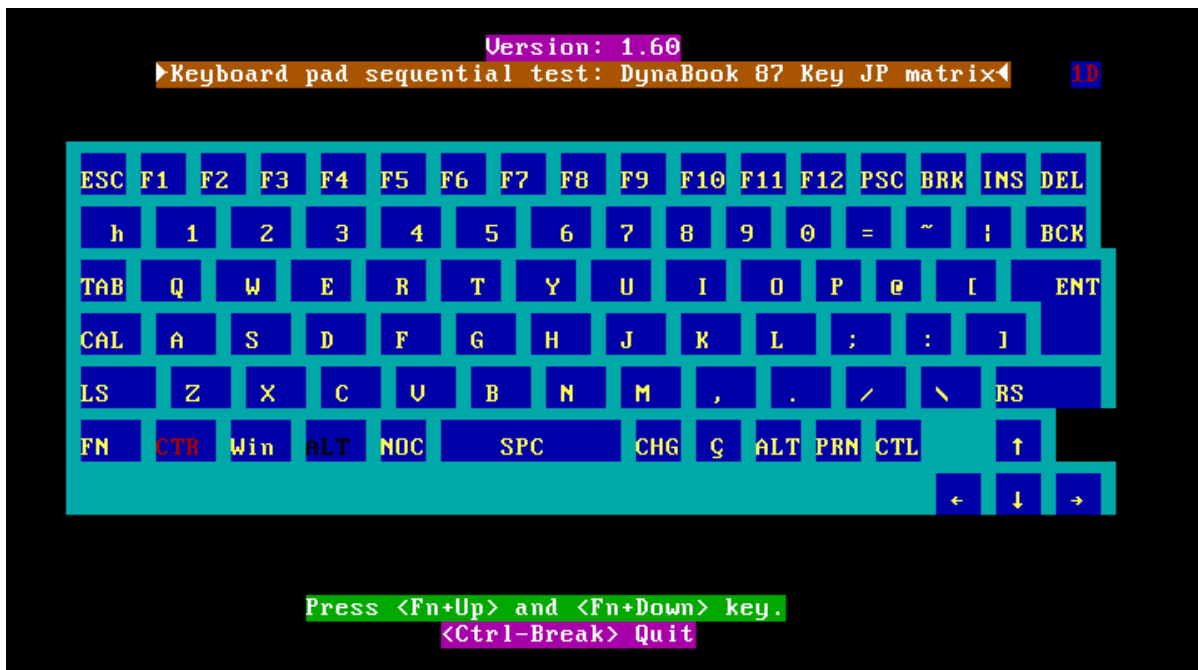 Version: 1.60
►Keyboard pad sequential test: DynaBook 87 Key JP matrix◄ 1D
ESC F1 F2 F3 F4 F5 F6 F7 F8 F9 F10 F11 F12 PSC BRK INS DEL
h 1 2 3 4 5 6 7 8 9 0 = ~ ¦ BCK
TAB Q W E R T Y U I O P @ [ ENT
CAL A S D F G H J K L ; : ]
LS Z X C V B N M , . / \ RS
FN CTR Win ALT NOC SPC CHG Ç ALT PRN CTL ↑
← ↓ →
Press <Fn+Up> and <Fn+Down> key.
<Ctrl-Break> Quit